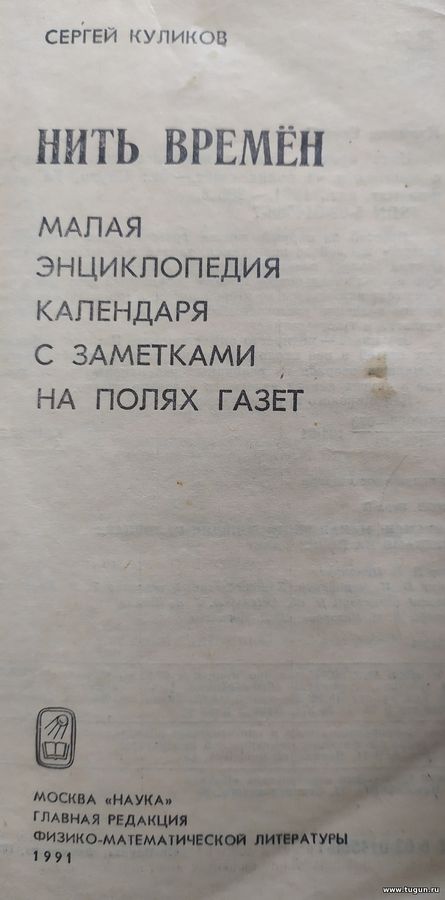 СЕРГЕЙ КУЛИКОВ
НИТЬ ВРЕМЁН
МАЛАЯ
ЭНЦИКЛОПЕДИЯ
КАЛЕНДАРЯ
С ЗАМЕТКАМИ
НА ПОЛЯХ ГАЗЕТ
МОСКВА «НАУКА»
ГЛАВНАЯ РЕДАКЦИЯ
ФИЗИКО-МАТЕМАТИЧЕСКОЙ ЛИТЕРАТУРЫ
1991
www.tugun.ru